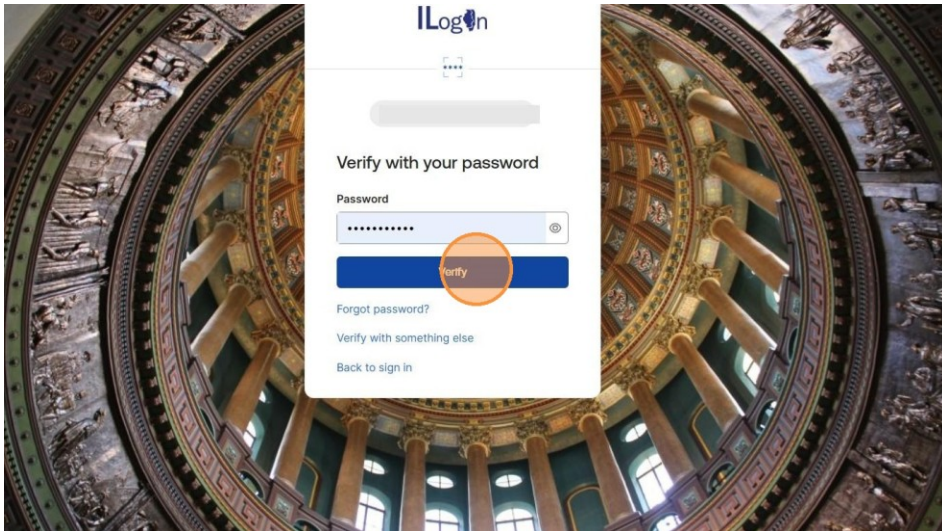 ILogIn
Verify with your password
Password
•••••••••••
Verify
Forgot password?
Verify with something else
Back to sign in